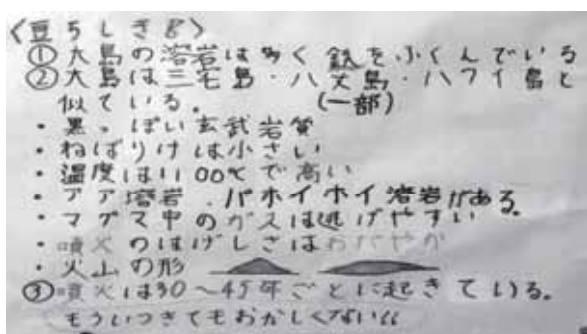 〈豆ちしき8〉
①大島の溶岩は多く鉄をふくんでいる
②大島は三宅島・八丈島・ハワイ島と
似ている。 (一部)
・黒っぽい玄武岩質
・ねばりけは小さい
・温度は1100℃で高い
・アア溶岩・パホイホイ溶岩がある。
・マグマ中のガスは逃げやすい
・噴火のはげしさはおだやか
・火山の形
③噴火は30～45年ごとに起きている。
もういつきてもおかしくない!!